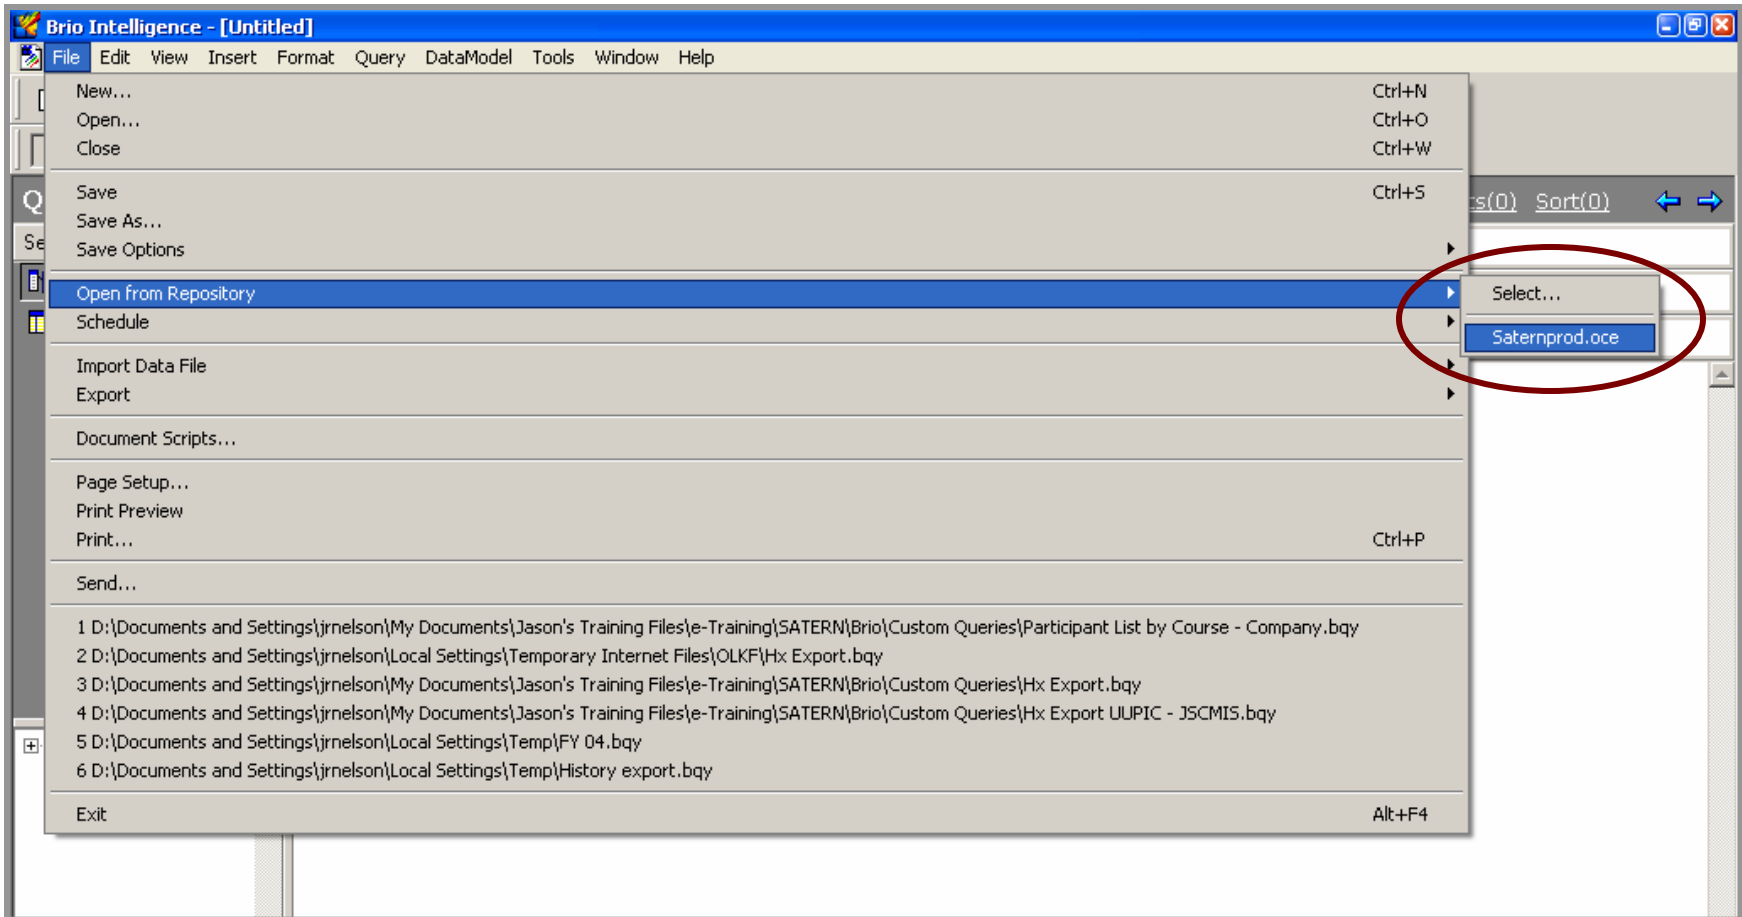 Brio Intelligence - [Untitled]
File Edit View Insert Format Query DataModel Tools Window Help
New... Ctrl+N
Open... Ctrl+O
Close Ctrl+W
Save Ctrl+S
Save As...
Save Options
Open from Repository
Schedule
Import Data File
Export
Document Scripts...
Page Setup...
Print Preview
Print... Ctrl+P
Send...
1 D:\Documents and Settings\jrnelson\My Documents\Jason's Training Files\e-Training\SATERN\Brio\Custom Queries\Participant List by Course - Company.bqy
2 D:\Documents and Settings\jrnelson\Local Settings\Temporary Internet Files\OLKF\Hx Export.bqy
3 D:\Documents and Settings\jrnelson\My Documents\Jason's Training Files\e-Training\SATERN\Brio\Custom Queries\Hx Export.bqy
4 D:\Documents and Settings\jrnelson\My Documents\Jason's Training Files\e-Training\SATERN\Brio\Custom Queries\Hx Export UUPIC - JSCMIS.bqy
5 D:\Documents and Settings\jrnelson\Local Settings\Temp\FY 04.bqy
6 D:\Documents and Settings\jrnelson\Local Settings\Temp\History export.bqy
Exit Alt+F4
Select...
Saternprod.oce
Q
Se
ts(0) Sort(0)